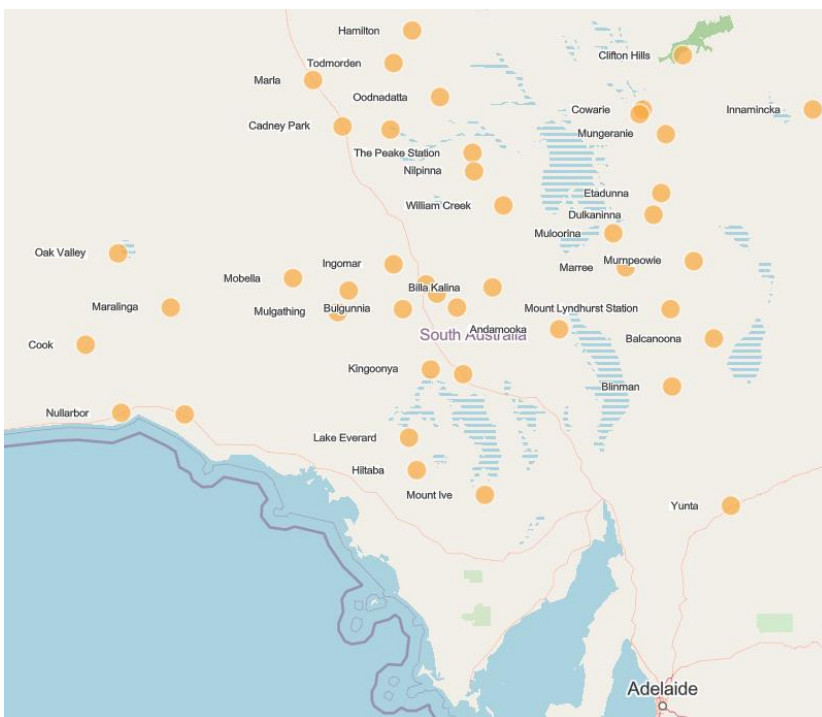 Hamilton
Clifton Hills
Todmorden
Marla
Oodnadatta
Cowarie
Innamincka
Cadney Park
Mungeranie
The Peake Station
Nilpinna
Etadunna
William Creek
Dulkaninna
Muloorina
Oak Valley
Murnpeowie
Ingomar
Marree
Mobella
Billa Kalina
Maralinga
Bulgunnia
Mount Lyndhurst Station
Mulgathing
Andamooka
South Australia
Balcanoona
Cook
Kingoonya
Blinman
Nullarbor
Lake Everard
Hiltaba
Mount Ive
Yunta
Adelaide